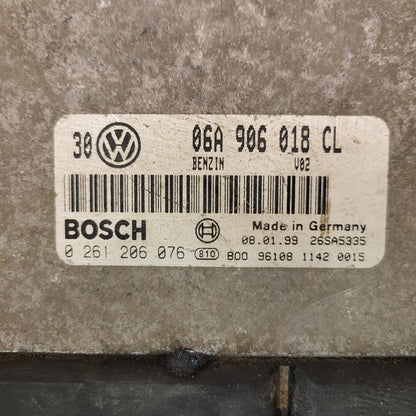 30 VW 06A 906 018 CL
BENZIN V02
BOSCH Made in Germany
08.01.99 26SA5335
0 261 206 076 810 800 96108 1142 0015